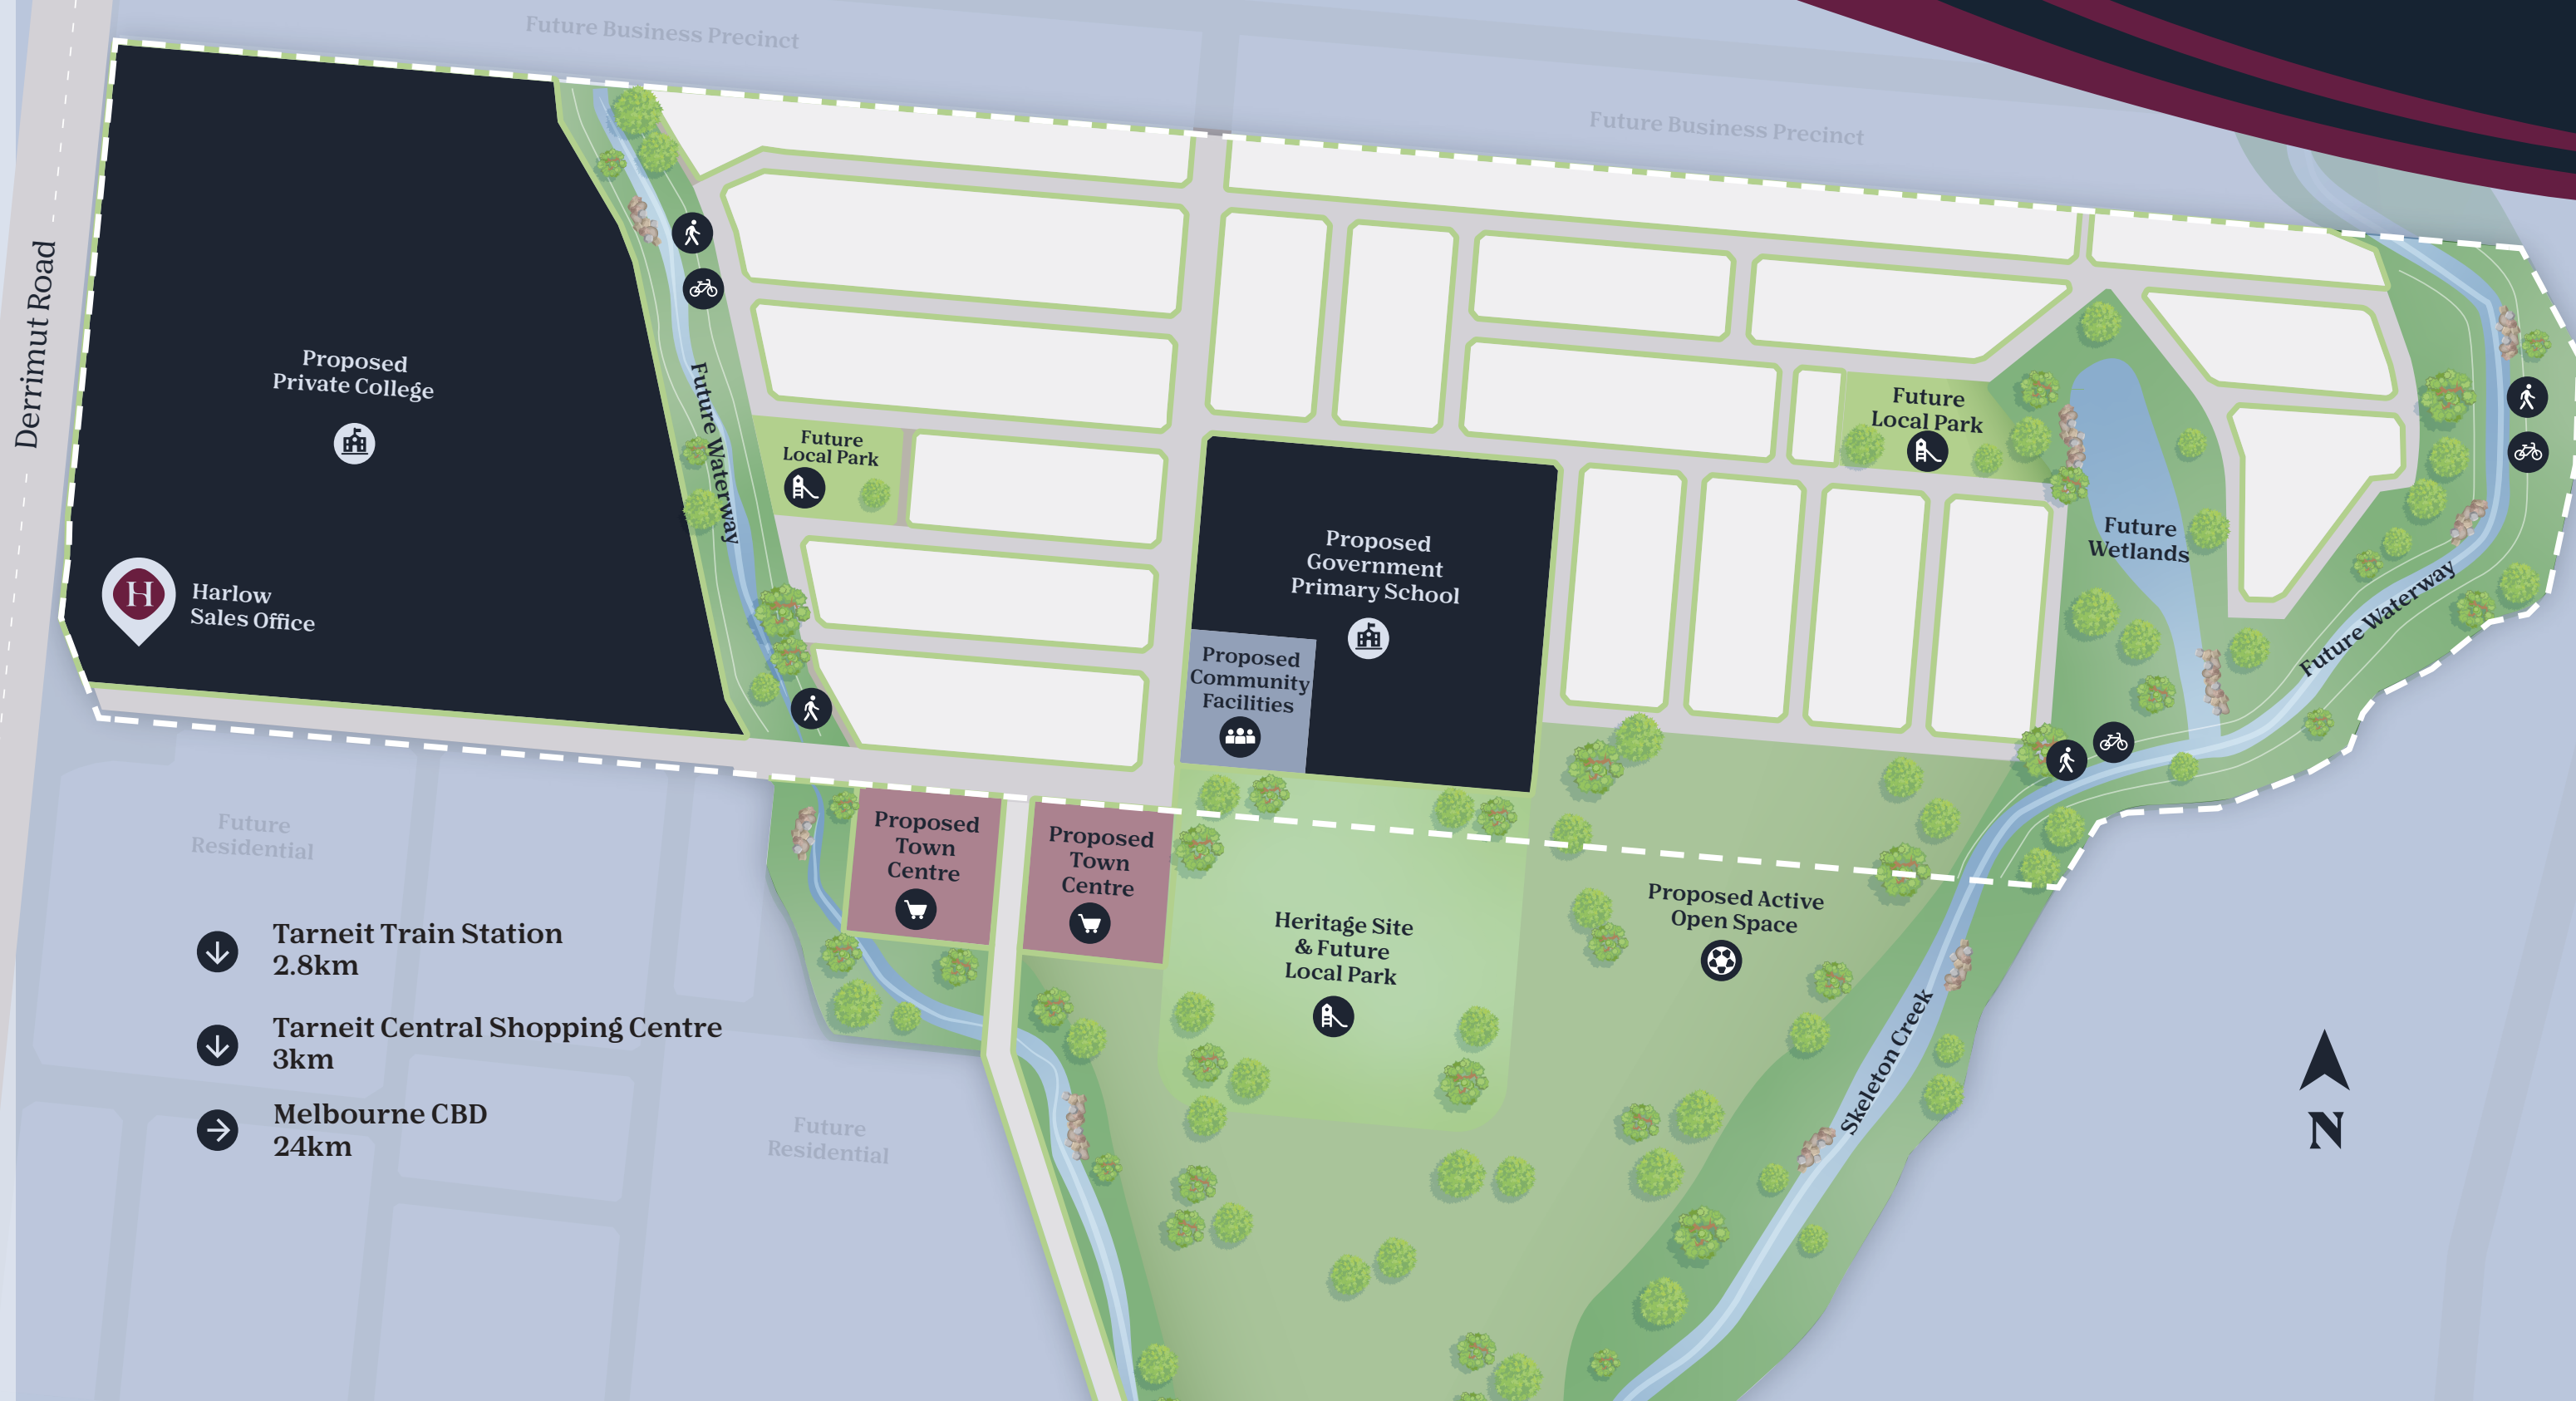 Future Business Precinct
Future Business Precinct
Derrimut Road
Proposed
Private College
H
Harlow
Sales Office
Future Waterway
Future
Local Park
Future
Local Park
Future
Wetlands
Future Waterway
Proposed
Government
Primary School
Proposed
Community
Facilities
Proposed
Town
Centre
Proposed
Town
Centre
Heritage Site
& Future
Local Park
Proposed Active
Open Space
Skeleton Creek
Future
Residential
Future
Residential
Tarneit Train Station
2.8km
Tarneit Central Shopping Centre
3km
Melbourne CBD
24km
N